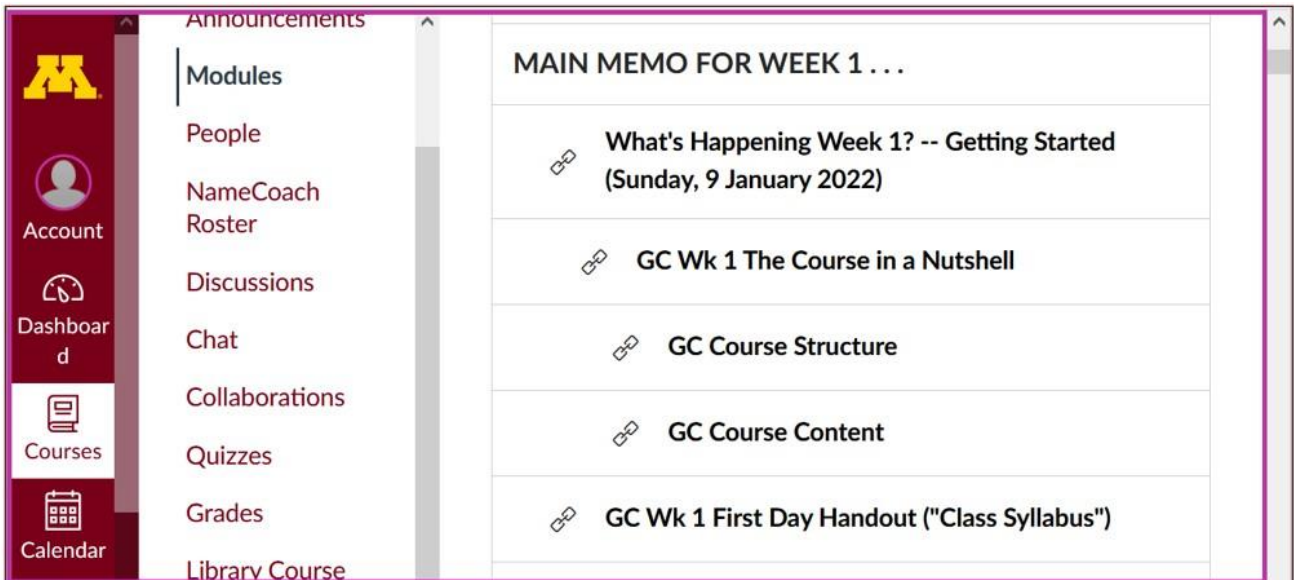 M
Account
Dashboar
d
Courses
Calendar
Announcements
Modules
People
NameCoach
Roster
Discussions
Chat
Collaborations
Quizzes
Grades
Library Course
MAIN MEMO FOR WEEK 1 . . .
What's Happening Week 1? -- Getting Started
(Sunday, 9 January 2022)
GC Wk 1 The Course in a Nutshell
GC Course Structure
GC Course Content
GC Wk 1 First Day Handout ("Class Syllabus")